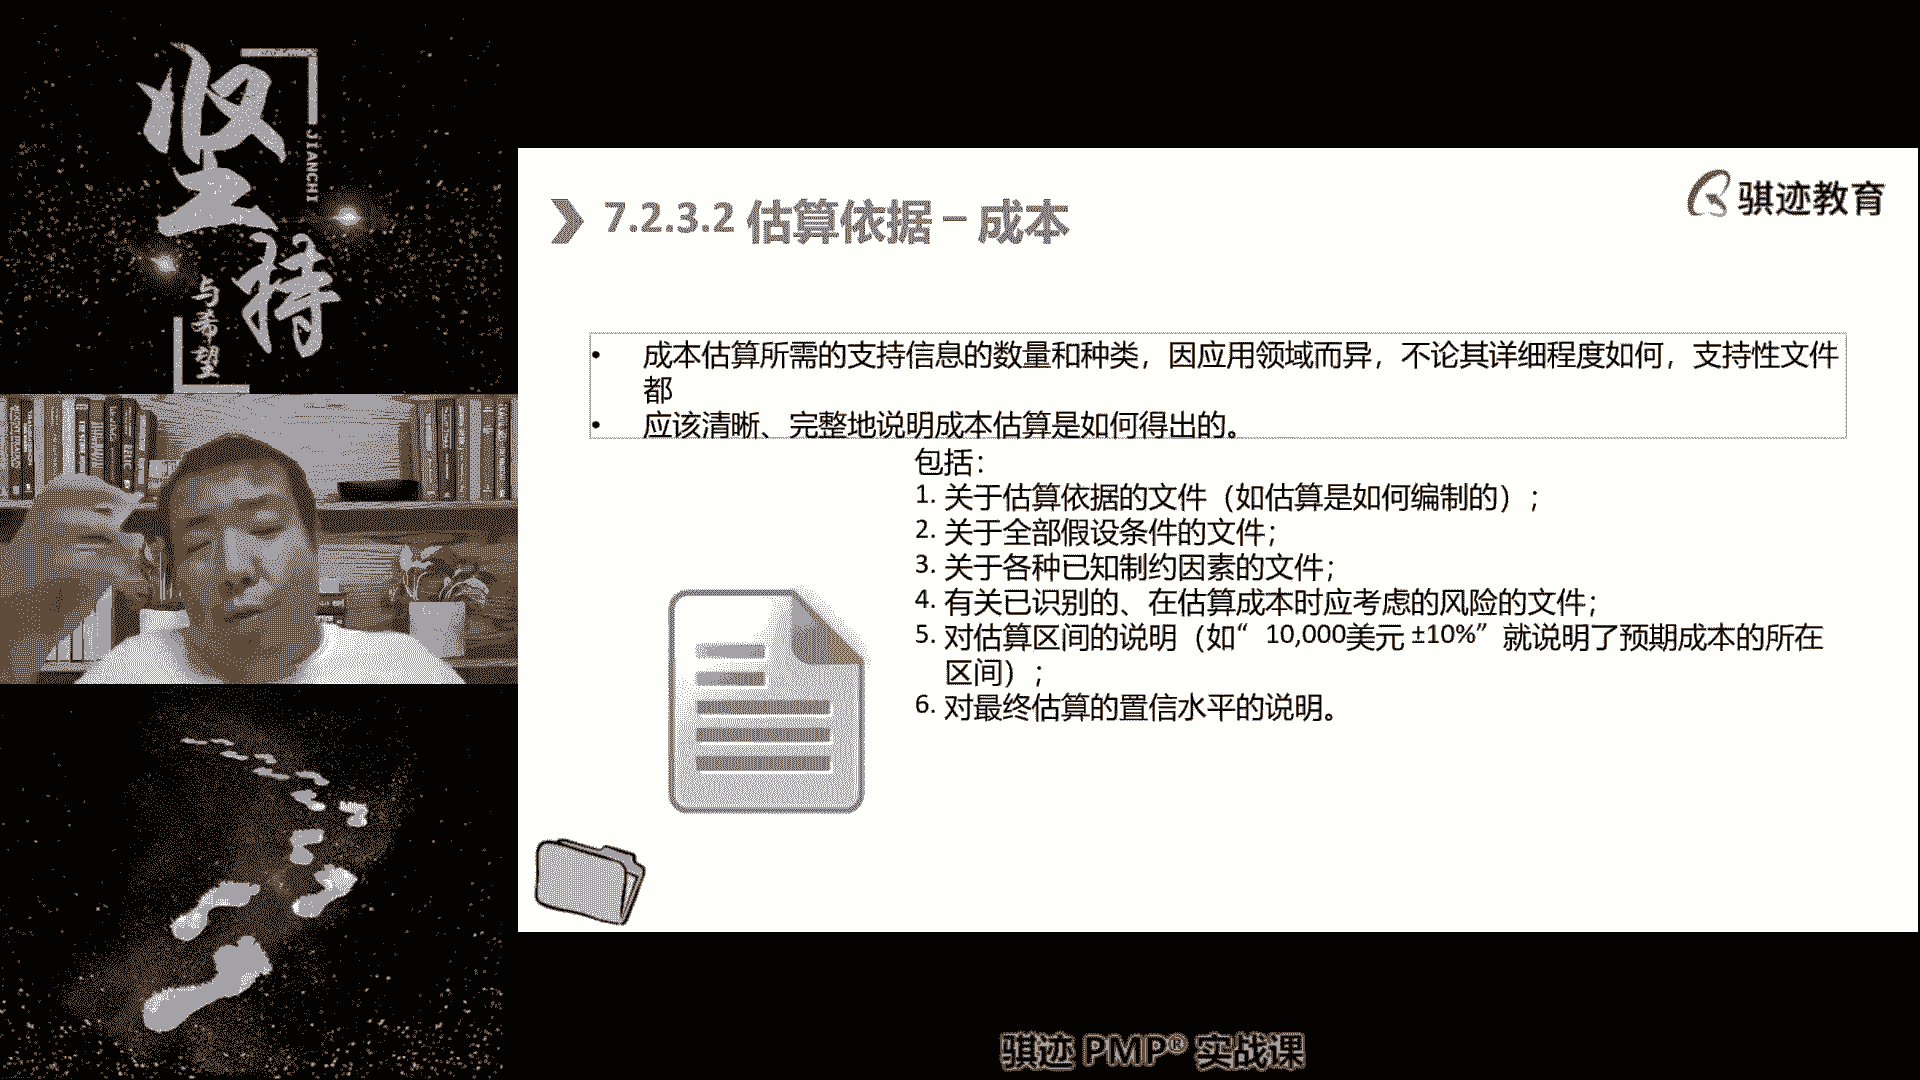 坚持
JIANCHI
与希望
骐迹教育
7.2.3.2 估算依据 – 成本
• 成本估算所需的支持信息的数量和种类，因应用领域而异，不论其详细程度如何，支持性文件
都
• 应该清晰、完整地说明成本估算是如何得出的。
包括：
1. 关于估算依据的文件（如估算是如何编制的）；
2. 关于全部假设条件的文件；
3. 关于各种已知制约因素的文件；
4. 有关已识别的、在估算成本时应考虑的风险的文件；
5. 对估算区间的说明（如“ 10,000美元 ±10%”就说明了预期成本的所在
区间）；
6. 对最终估算的置信水平的说明。
骐迹 PMP® 实战课